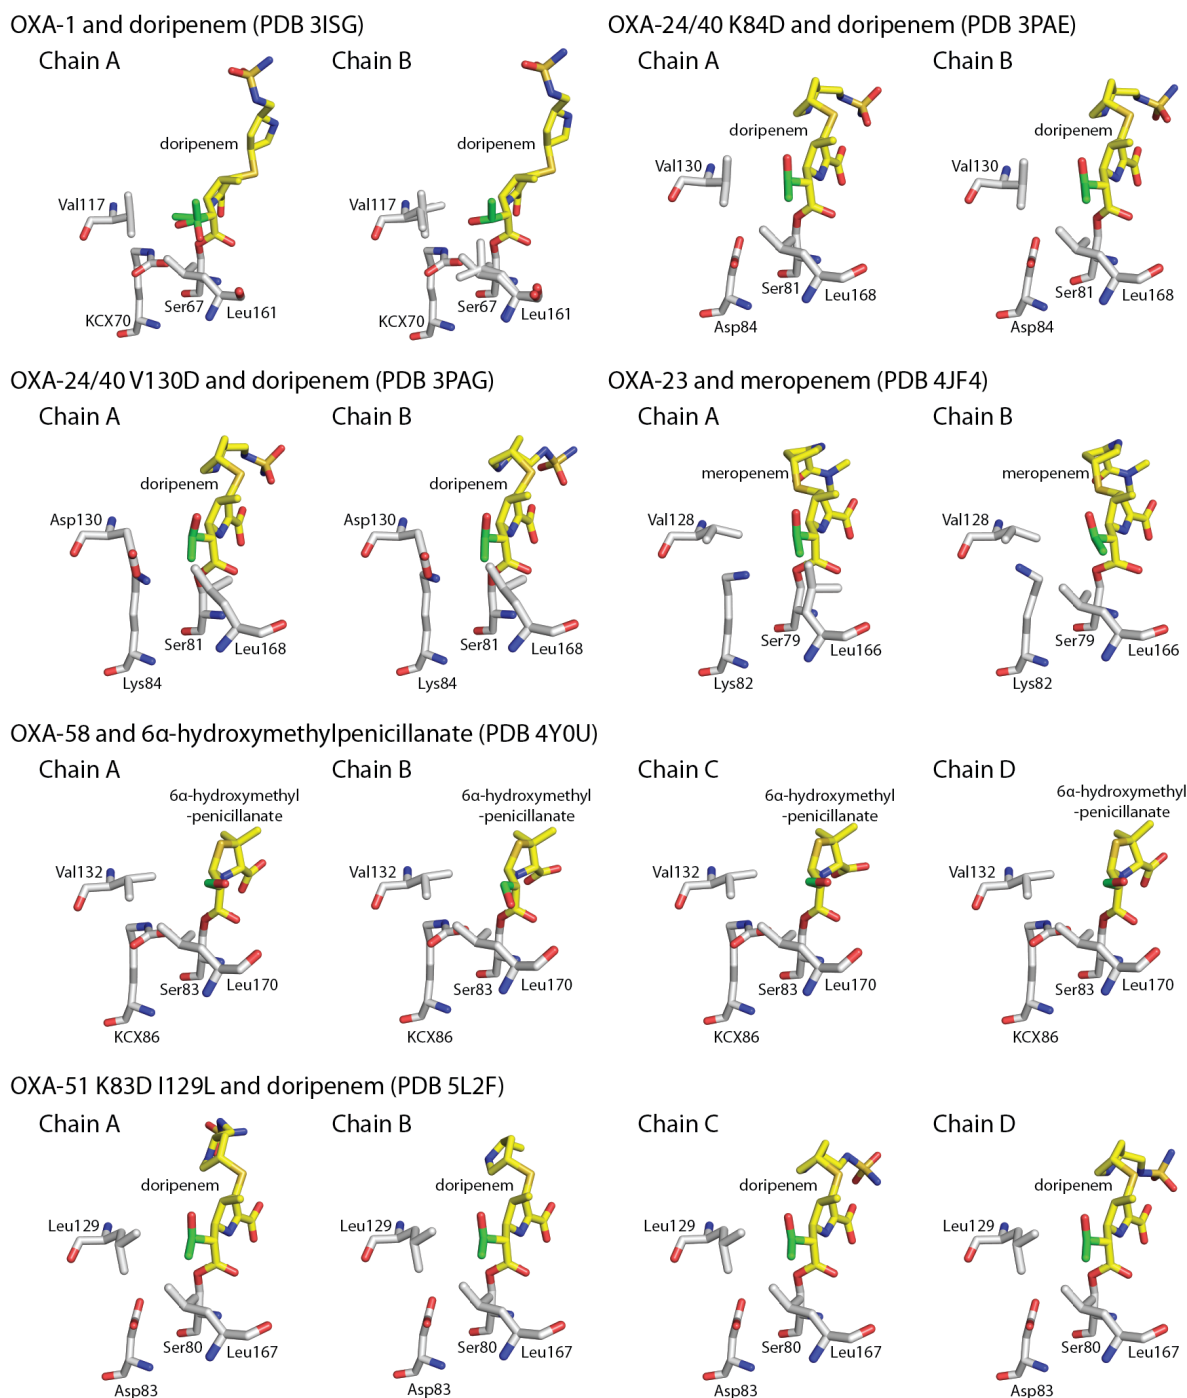 OXA-1 and doripenem (PDB 3ISG)
Chain A
doripenem
Val117
KCX70
Ser67
Leu161
Chain B
doripenem
Val117
KCX70
Ser67
Leu161
OXA-24/40 K84D and doripenem (PDB 3PAE)
Chain A
doripenem
Val130
Ser81
Leu168
Asp84
Chain B
doripenem
Val130
Ser81
Leu168
Asp84
OXA-24/40 V130D and doripenem (PDB 3PAG)
Chain A
doripenem
Asp130
Ser81
Leu168
Lys84
Chain B
doripenem
Asp130
Ser81
Leu168
Lys84
OXA-23 and meropenem (PDB 4JF4)
Chain A
meropenem
Val128
Ser79
Leu166
Lys82
Chain B
meropenem
Val128
Ser79
Leu166
Lys82
OXA-58 and 6α-hydroxymethylpenicillanate (PDB 4Y0U)
Chain A
6α-hydroxymethyl
-penicillanate
Val132
Ser83
Leu170
KCX86
Chain B
6α-hydroxymethyl
-penicillanate
Val132
Ser83
Leu170
KCX86
Chain C
6α-hydroxymethyl
-penicillanate
Val132
Ser83
Leu170
KCX86
Chain D
6α-hydroxymethyl
-penicillanate
Val132
Ser83
Leu170
KCX86
OXA-51 K83D I129L and doripenem (PDB 5L2F)
Chain A
doripenem
Leu129
Ser80
Leu167
Asp83
Chain B
doripenem
Leu129
Ser80
Leu167
Asp83
Chain C
doripenem
Leu129
Ser80
Leu167
Asp83
Chain D
doripenem
Leu129
Ser80
Leu167
Asp83